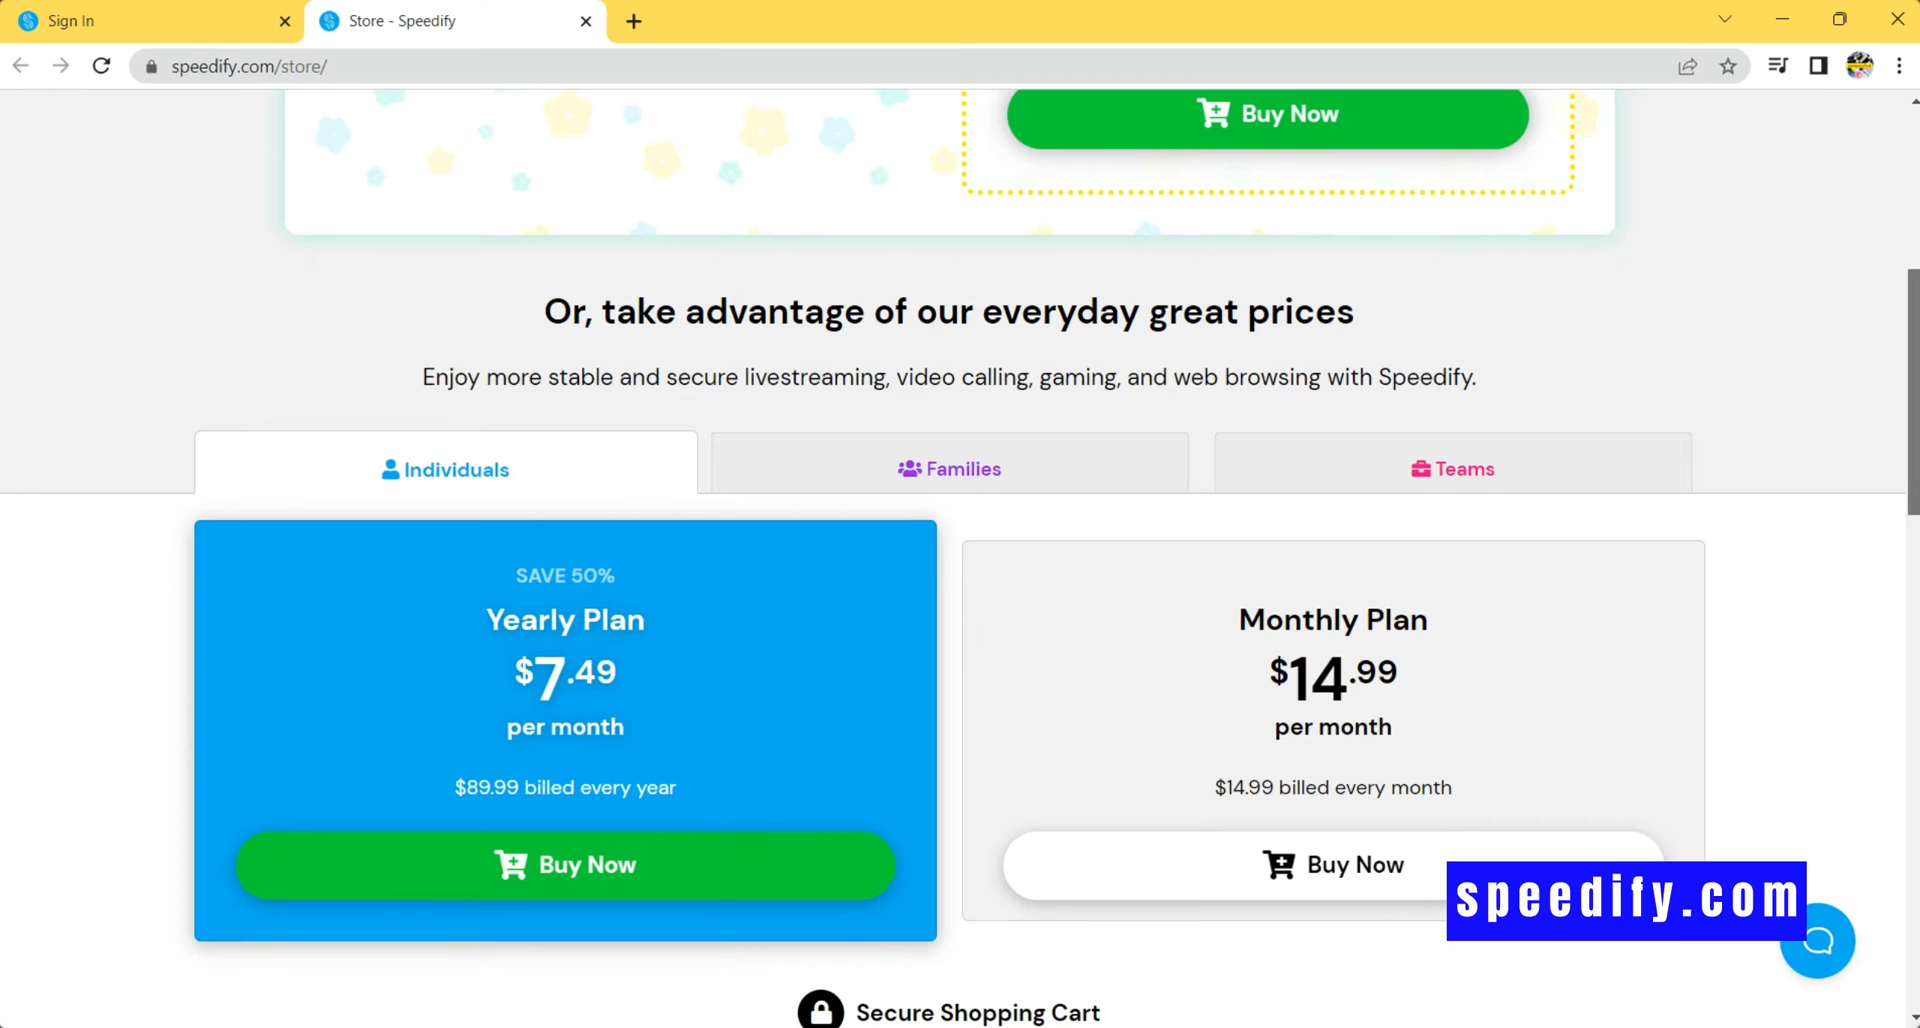 Sign In
Store - Speedify
speedify.com/store/
Buy Now
Or, take advantage of our everyday great prices
Enjoy more stable and secure livestreaming, video calling, gaming, and web browsing with Speedify.
Individuals
Families
Teams
SAVE 50%
Yearly Plan
$7.49
per month
$89.99 billed every year
Buy Now
Monthly Plan
$14.99
per month
$14.99 billed every month
Buy Now
speedify.com
Secure Shopping Cart